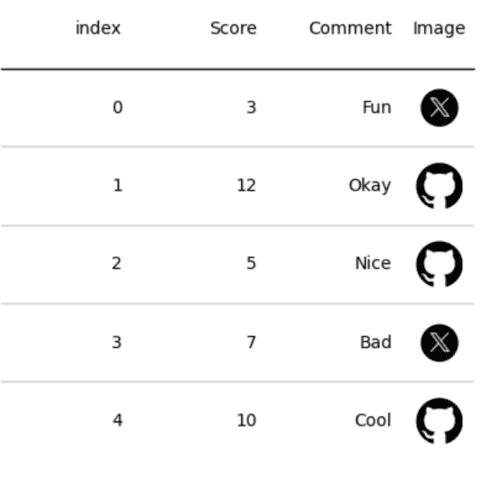 index Score Comment Image
0 3 Fun
1 12 Okay
2 5 Nice
3 7 Bad
4 10 Cool